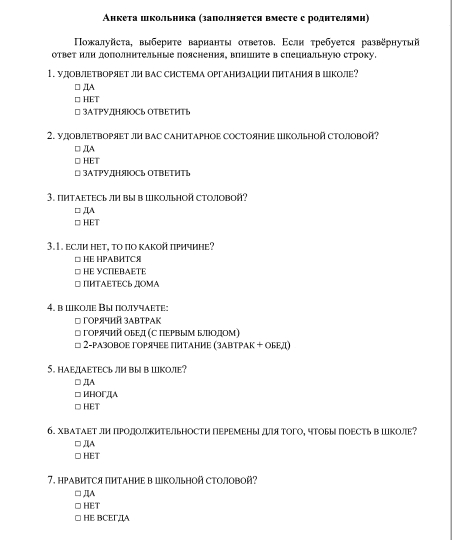 Анкета школьника (заполняется вместе с родителями)
Пожалуйста, выберите варианты ответов. Если требуется развёрнутый
ответ или дополнительные пояснения, впишите в специальную строку.
1. УДОВЛЕТВОРЯЕТ ЛИ ВАС СИСТЕМА ОРГАНИЗАЦИИ ПИТАНИЯ В ШКОЛЕ?
□ ДА
□ НЕТ
□ ЗАТРУДНЯЮСЬ ОТВЕТИТЬ
2. УДОВЛЕТВОРЯЕТ ЛИ ВАС САНИТАРНОЕ СОСТОЯНИЕ ШКОЛЬНОЙ СТОЛОВОЙ?
□ ДА
□ НЕТ
□ ЗАТРУДНЯЮСЬ ОТВЕТИТЬ
3. ПИТАЕТЕСЬ ЛИ ВЫ В ШКОЛЬНОЙ СТОЛОВОЙ?
□ ДА
□ НЕТ
3.1. ЕСЛИ НЕТ, ТО ПО КАКОЙ ПРИЧИНЕ?
□ НЕ НРАВИТСЯ
□ НЕ УСПЕВАЕТЕ
□ ПИТАЕТЕСЬ ДОМА
4. В ШКОЛЕ ВЫ ПОЛУЧАЕТЕ:
□ ГОРЯЧИЙ ЗАВТРАК
□ ГОРЯЧИЙ ОБЕД (С ПЕРВЫМ БЛЮДОМ)
□ 2-РАЗОВОЕ ГОРЯЧЕЕ ПИТАНИЕ (ЗАВТРАК + ОБЕД)
5. НАЕДАЕТЕСЬ ЛИ ВЫ В ШКОЛЕ?
□ ДА
□ ИНОГДА
□ НЕТ
6. ХВАТАЕТ ЛИ ПРОДОЛЖИТЕЛЬНОСТИ ПЕРЕМЕНЫ ДЛЯ ТОГО, ЧТОБЫ ПОЕСТЬ В ШКОЛЕ?
□ ДА
□ НЕТ
7. НРАВИТСЯ ПИТАНИЕ В ШКОЛЬНОЙ СТОЛОВОЙ?
□ ДА
□ НЕТ
□ НЕ ВСЕГДА